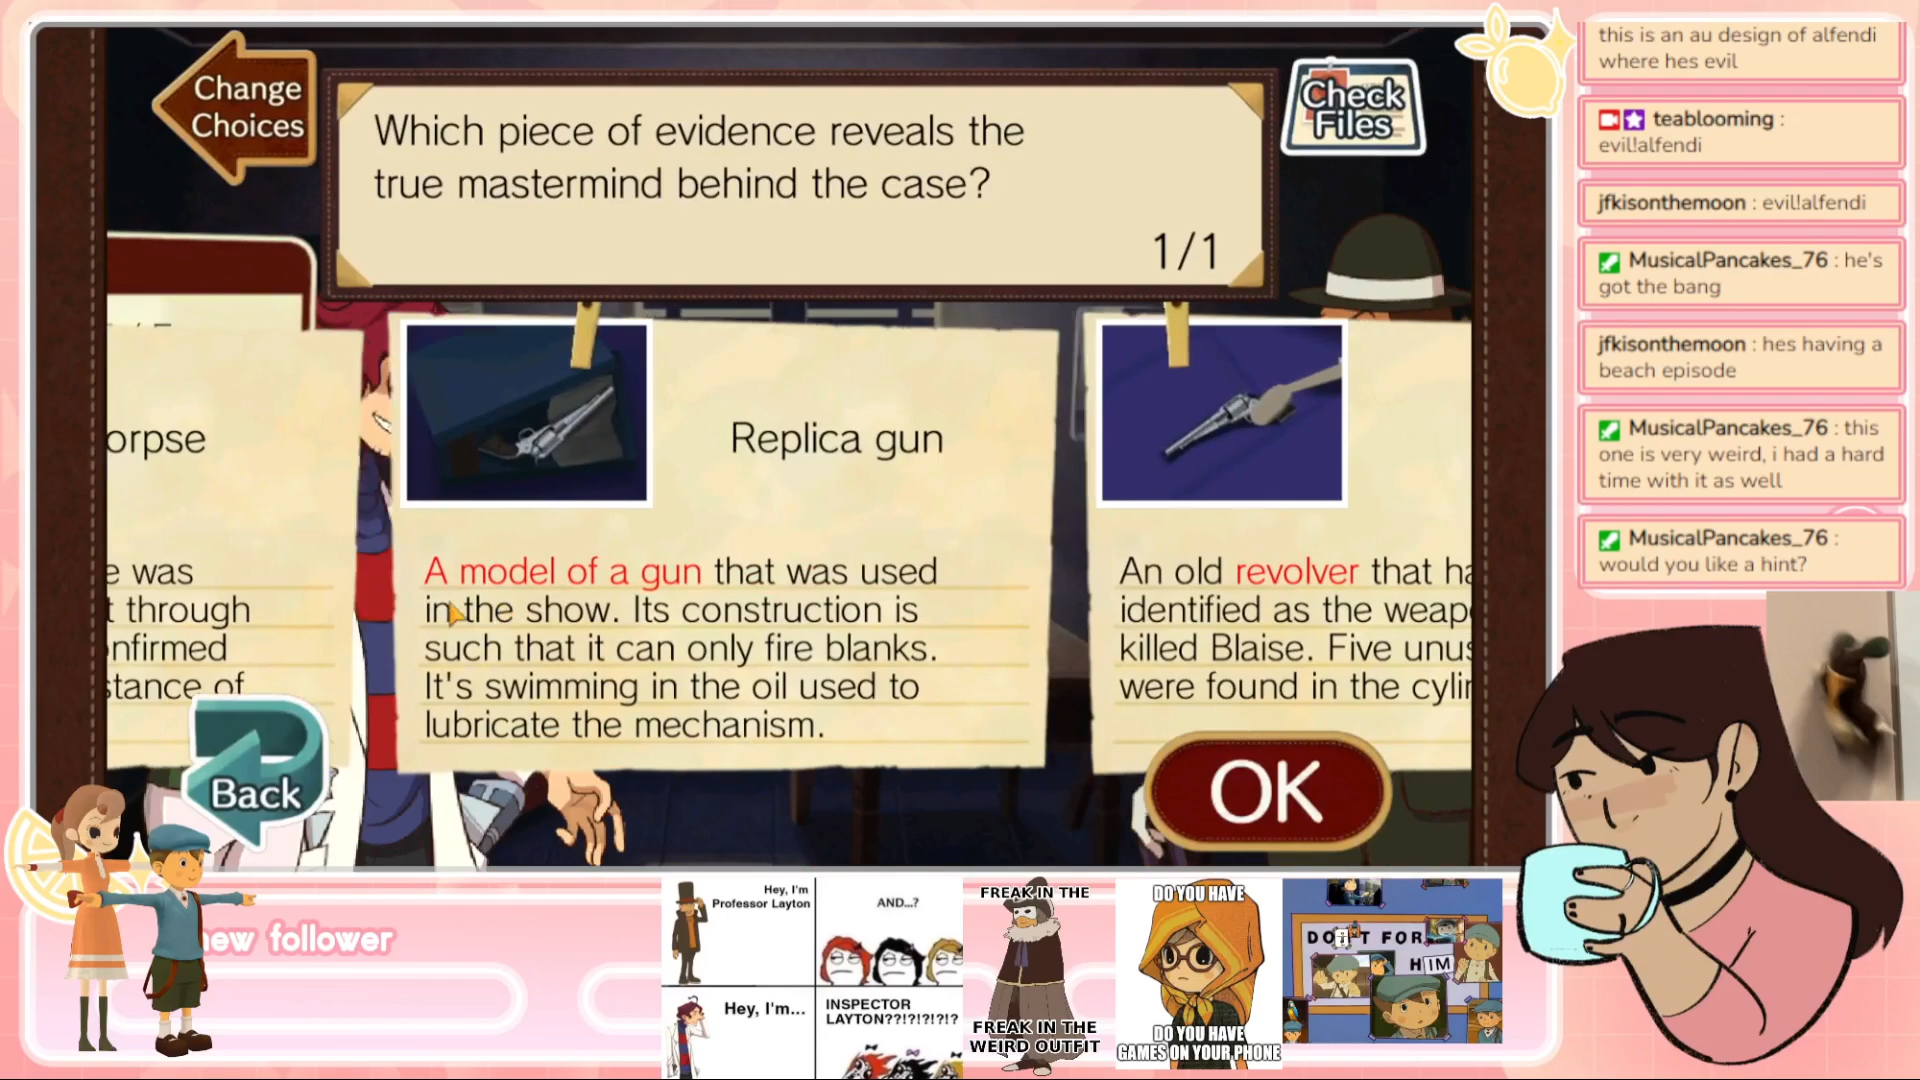 Change
Choices
Which piece of evidence reveals the
true mastermind behind the case?
1/1
Check
Files
orpse
e was
t through
nfirmed
stance of
Replica gun
A model of a gun that was used
in the show. Its construction is
such that it can only fire blanks.
It's swimming in the oil used to
lubricate the mechanism.
An old revolver that ha
identified as the weap
killed Blaise. Five unus
were found in the cylin
Back
OK
this is an au design of alfendi
where hes evil
teablooming :
evil!alfendi
jfkisonthemoon : evil!alfendi
MusicalPancakes_76 : he's
got the bang
jfkisonthemoon : hes having a
beach episode
MusicalPancakes_76 : this
one is very weird, i had a hard
time with it as well
MusicalPancakes_76 :
would you like a hint?
new follower
Hey, I'm
Professor Layton
AND...?
Hey, I'm...
INSPECTOR
LAYTON??!?!?!?!?
FREAK IN THE
FREAK IN THE
WEIRD OUTFIT
DO YOU HAVE
DO YOU HAVE
GAMES ON YOUR PHONE
HIM